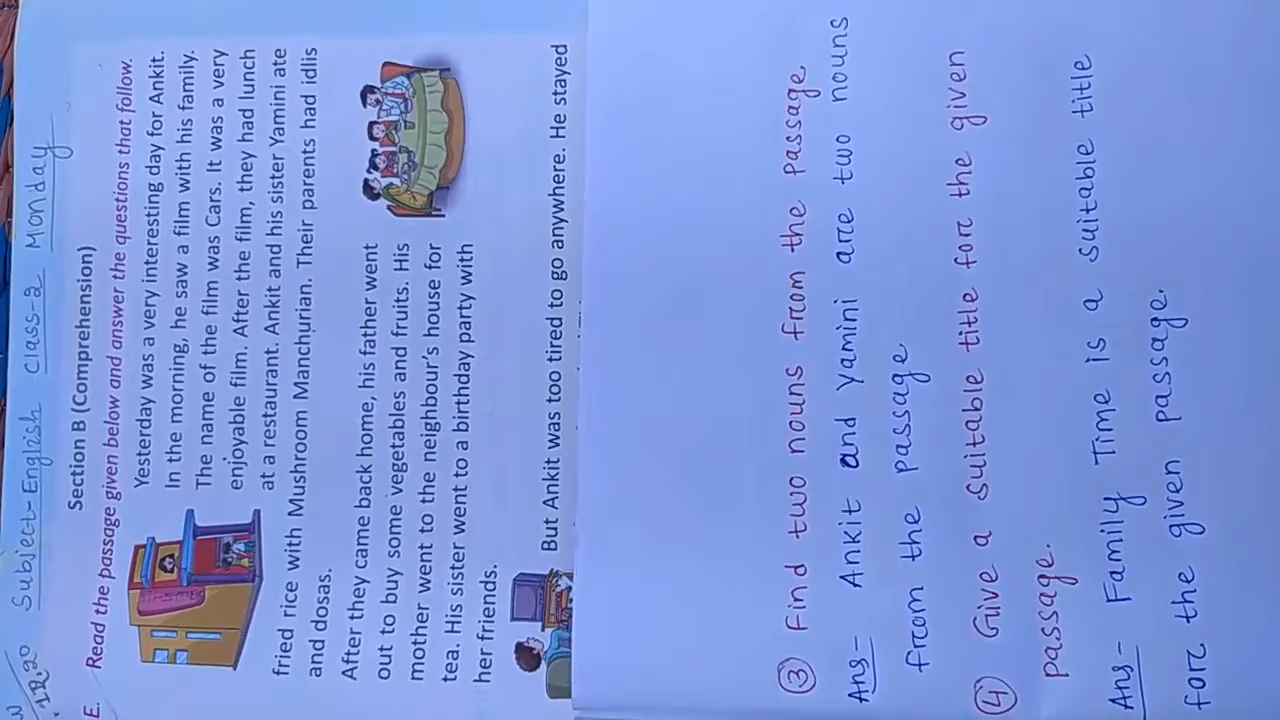 Subject-English Class-2 Monday
12.20
Section B (Comprehension)
E. Read the passage given below and answer the questions that follow.
Yesterday was a very interesting day for Ankit.
In the morning, he saw a film with his family.
The name of the film was Cars. It was a very
enjoyable film. After the film, they had lunch
at a restaurant. Ankit and his sister Yamini ate
fried rice with Mushroom Manchurian. Their parents had idlis
and dosas.
After they came back home, his father went
out to buy some vegetables and fruits. His
mother went to the neighbour's house for
tea. His sister went to a birthday party with
her friends.
But Ankit was too tired to go anywhere. He stayed
③ Find two nouns from the passage.
Ans- Ankit and yamini are two nouns
from the passage
④ Give a suitable title for the given
passage.
Ans- Family Time is a suitable title
for the given passage.